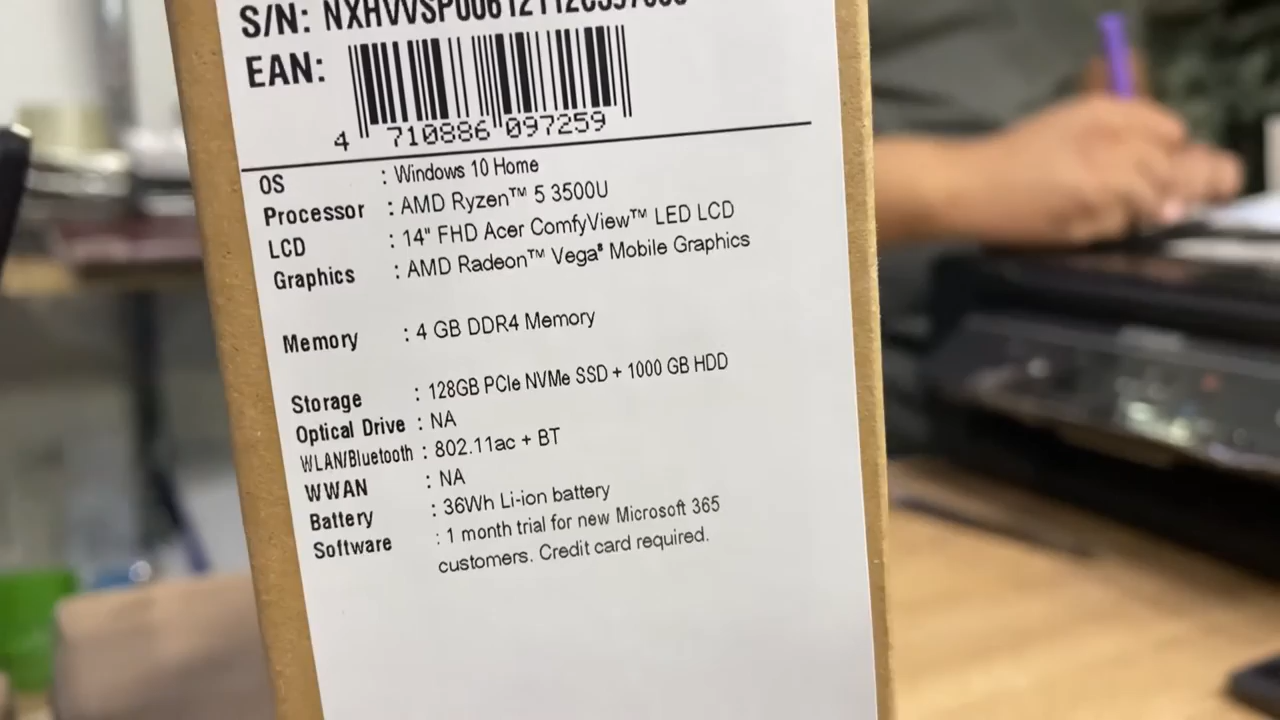 S/N:
EAN:
4 710886 097259
OS : Windows 10 Home
Processor : AMD Ryzen™ 5 3500U
LCD : 14" FHD Acer ComfyView™ LED LCD
Graphics : AMD Radeon™ Vega⁸ Mobile Graphics
Memory : 4 GB DDR4 Memory
Storage : 128GB PCIe NVMe SSD + 1000 GB HDD
Optical Drive : NA
WLAN/Bluetooth : 802.11ac + BT
WWAN : NA
Battery : 36Wh Li-ion battery
Software : 1 month trial for new Microsoft 365
customers. Credit card required.